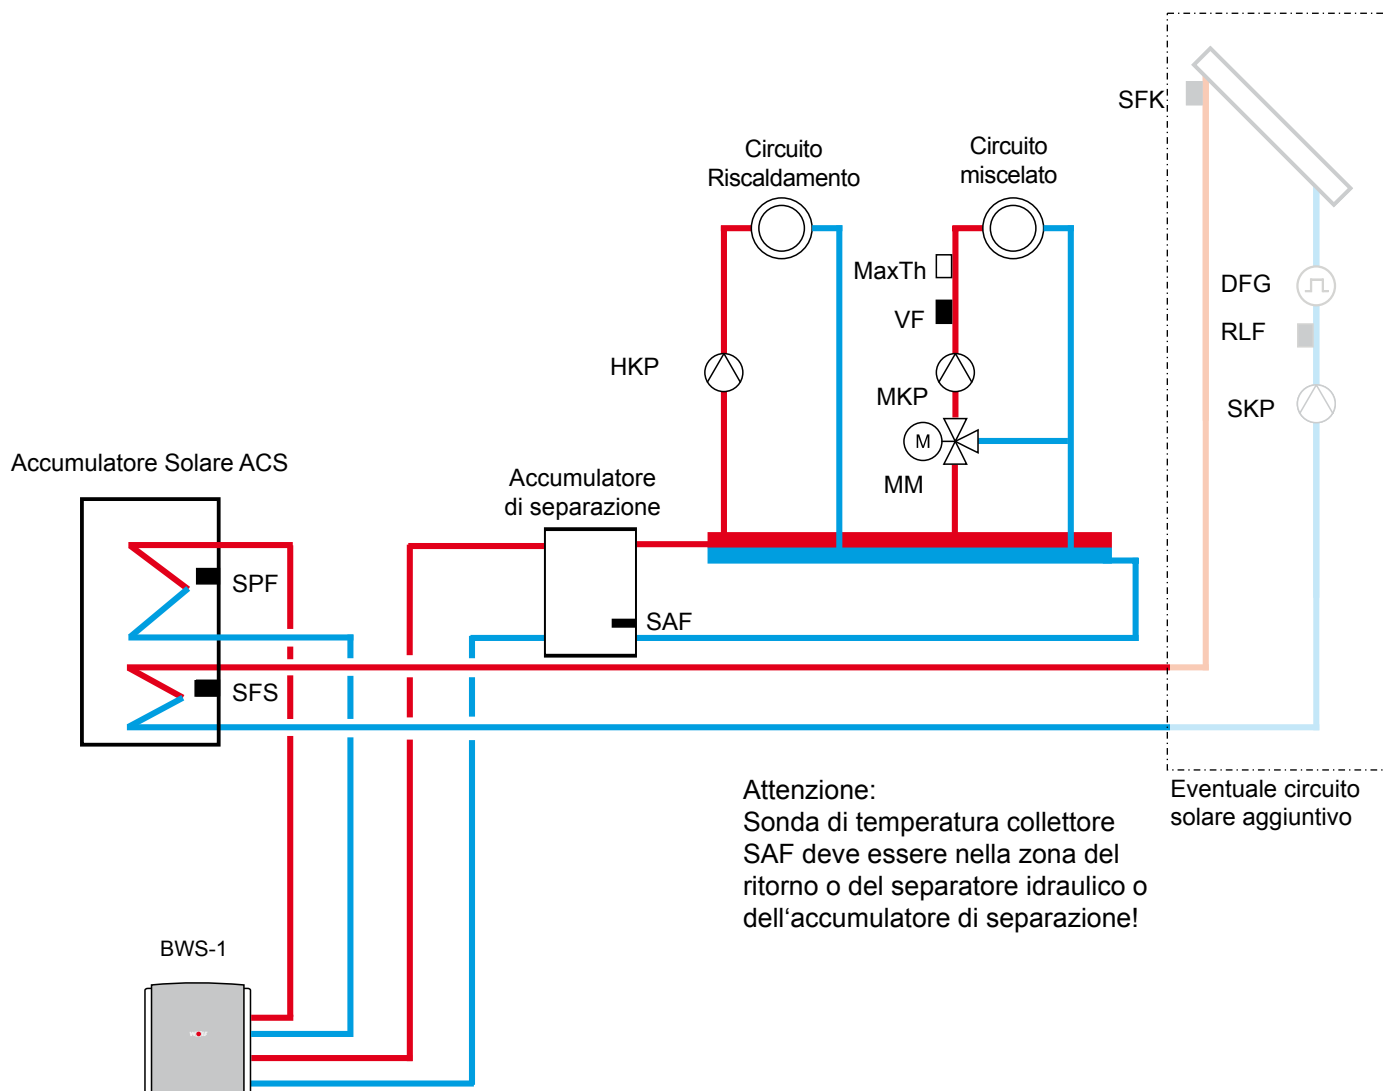 SFK
Circuito
Riscaldamento
Circuito
miscelato
MaxTh
VF
DFG
RLF
HKP
MKP
SKP
M
MM
Accumulatore Solare ACS
Accumulatore
di separazione
SPF
SAF
SFS
Attenzione:
Sonda di temperatura collettore
SAF deve essere nella zona del
ritorno o del separatore idraulico o
dell‘accumulatore di separazione!
Eventuale circuito
solare aggiuntivo
BWS-1